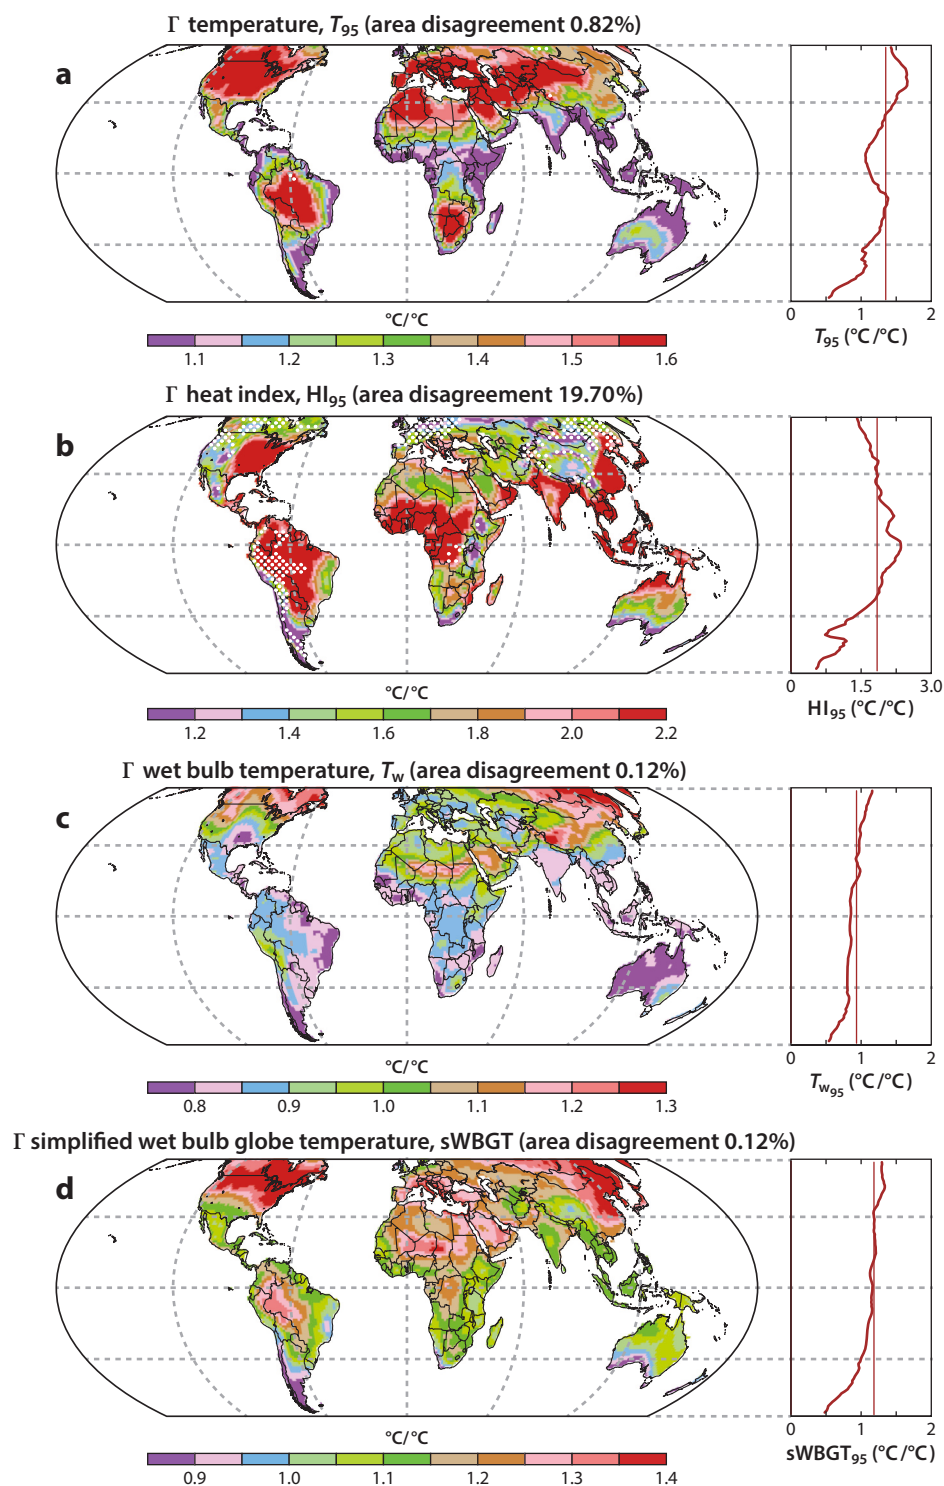 Γ temperature, T95 (area disagreement 0.82%)
a
0 1 2
T95 (°C/°C)
°C/°C
1.1 1.2 1.3 1.4 1.5 1.6
Γ heat index, HI95 (area disagreement 19.70%)
b
0 1.5 3.0
HI95 (°C/°C)
°C/°C
1.2 1.4 1.6 1.8 2.0 2.2
Γ wet bulb temperature, Tw (area disagreement 0.12%)
c
0 1 2
Tw95 (°C/°C)
°C/°C
0.8 0.9 1.0 1.1 1.2 1.3
Γ simplified wet bulb globe temperature, sWBGT (area disagreement 0.12%)
d
0 1 2
sWBGT95 (°C/°C)
°C/°C
0.9 1.0 1.1 1.2 1.3 1.4